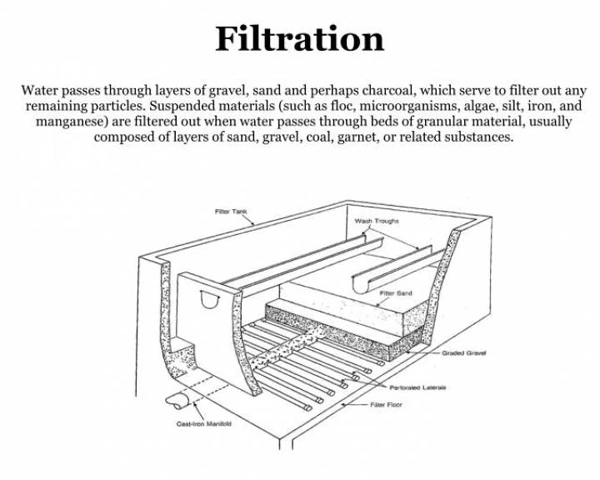 Filtration
Water passes through layers of gravel, sand and perhaps charcoal, which serve to filter out any
remaining particles. Suspended materials (such as floc, microorganisms, algae, silt, iron, and
manganese) are filtered out when water passes through beds of granular material, usually
composed of layers of sand, gravel, coal, garnet, or related substances.
Filter Tank
Wash Troughs
Filter Sand
Graded Gravel
Perforated Laterals
Filter Floor
Cast-Iron Manifold